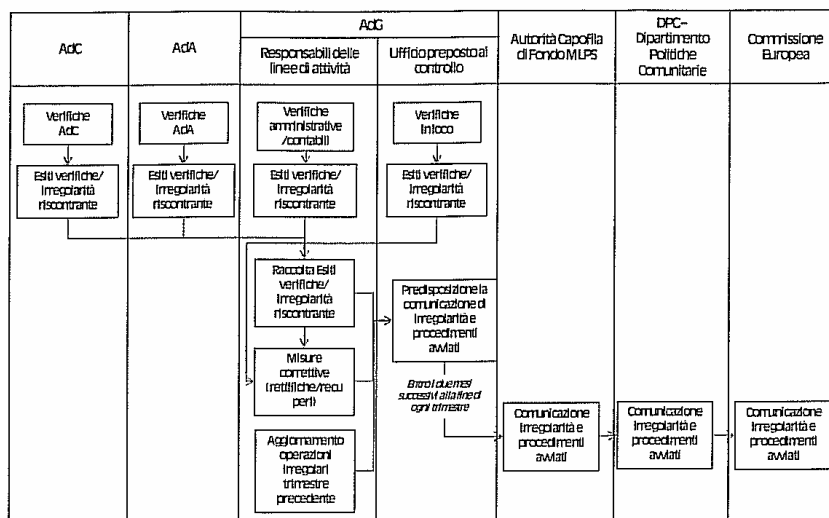 AdG
AdC
AdA
Responsabili delle
linee di attività
Ufficio preposto al
controllo
Autorità Capofila
di Fondo MLPS
DPC–
Dipartimento
Politiche
Comunitarie
Commissione
Europea
Verifiche
AdC
Verifiche
AdA
Verifiche
amministrative
/contabili
Verifiche
in loco
Esiti verifiche/
irregolarità
riscontrante
Esiti verifiche/
irregolarità
riscontrante
Esiti verifiche/
irregolarità
riscontrante
Esiti verifiche/
irregolarità
riscontrante
Raccolta Esiti
verifiche/
irregolarità
riscontrante
Predisposizione la
comunicazione di
irregolarità e
procedimenti
avviati
Misure
correttive
(rettifiche/recu
peri)
Entro i due mesi
successivi alla fine di
ogni trimestre
Aggiornamento
operazioni
irregolari
trimestre
precedente
Comunicazione
irregolarità e
procedimenti
avviati
Comunicazione
irregolarità e
procedimenti
avviati
Comunicazione
irregolarità e
procedimenti
avviati